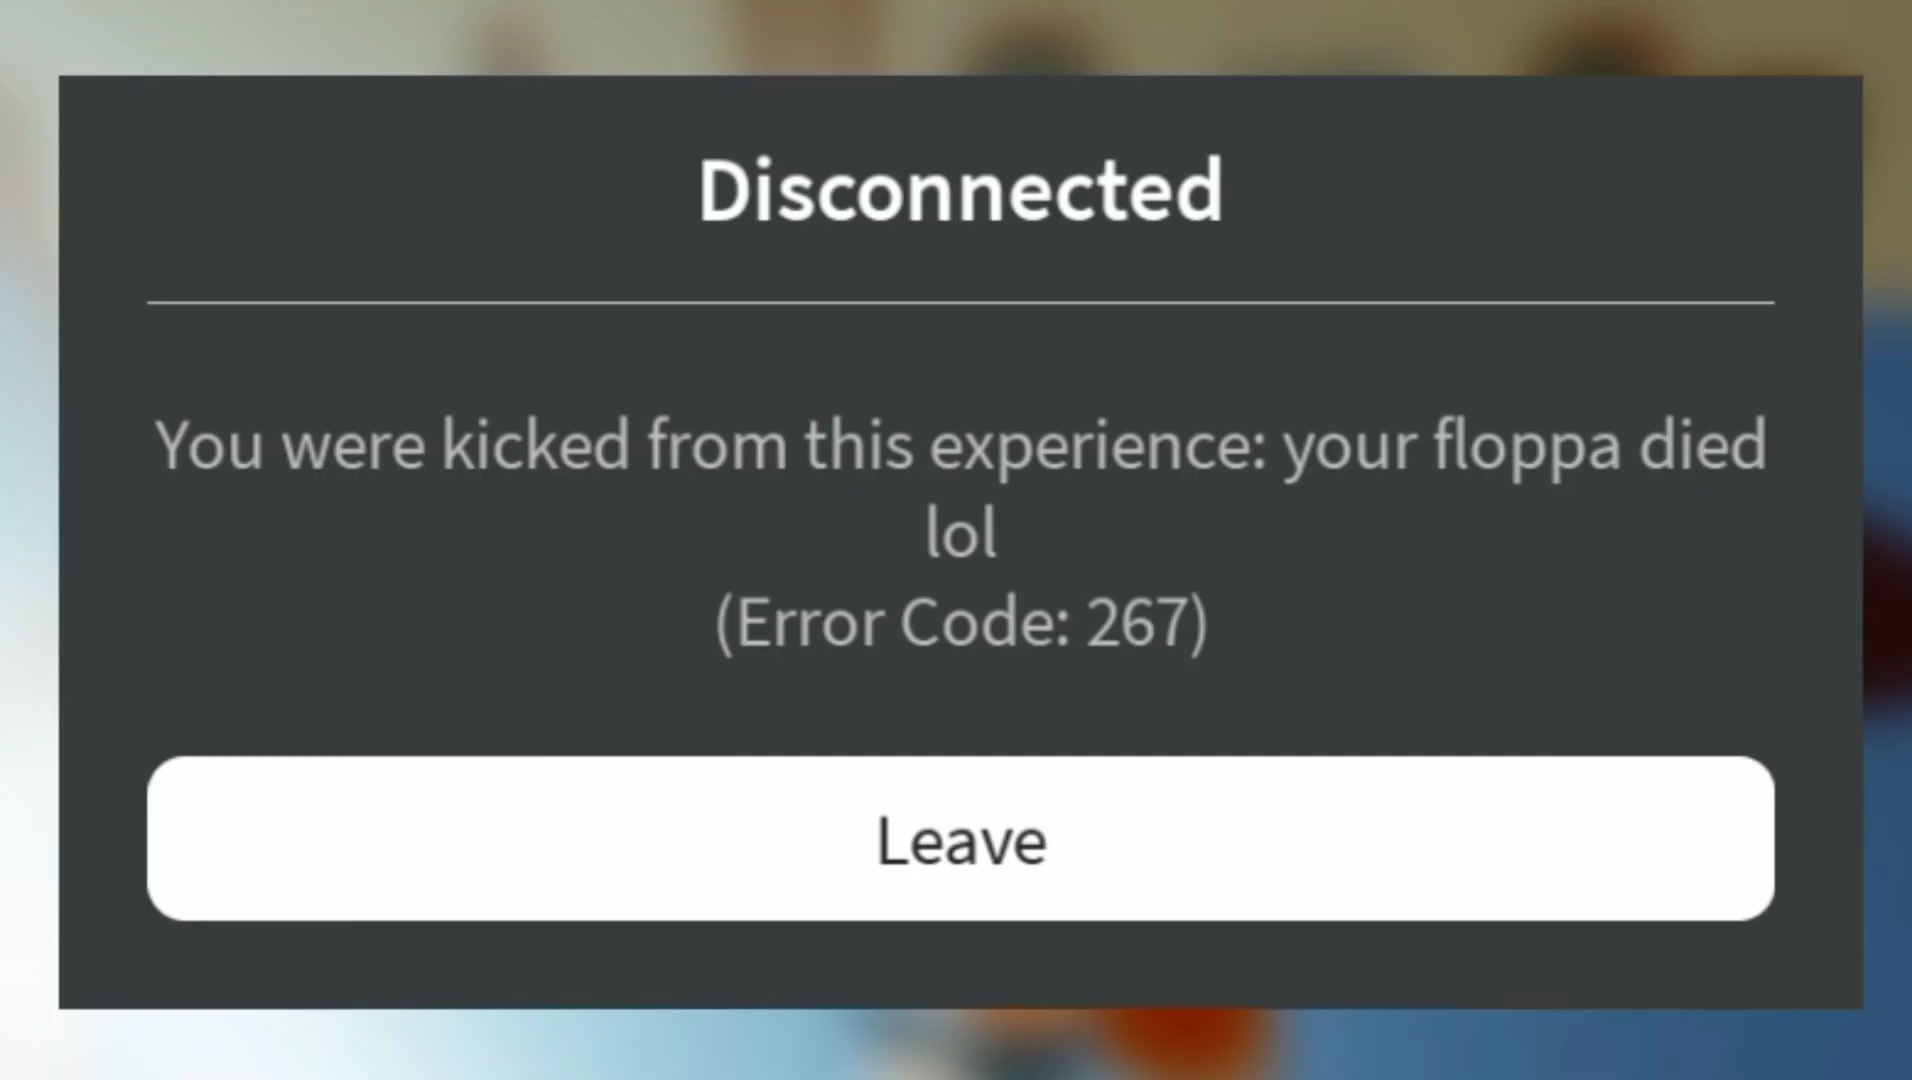 Disconnected
You were kicked from this experience: your floppa died
lol
(Error Code: 267)
Leave